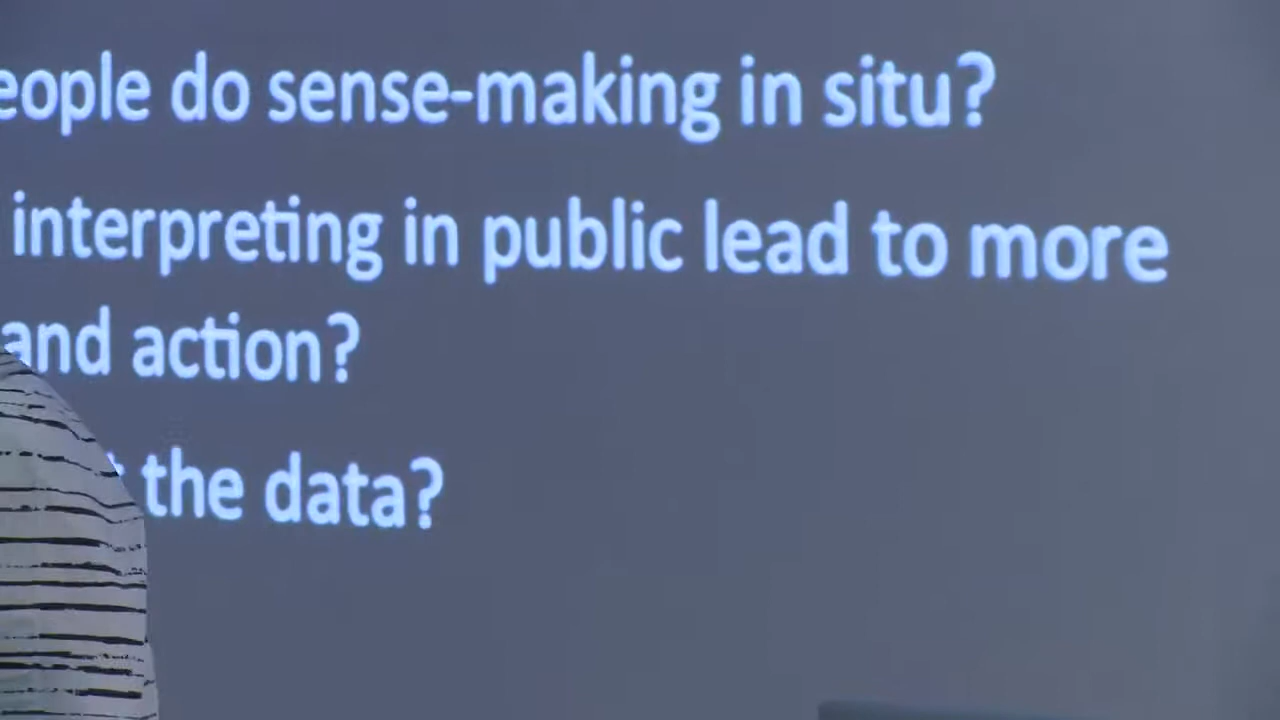 eople do sense-making in situ?
interpreting in public lead to more
and action?
the data?